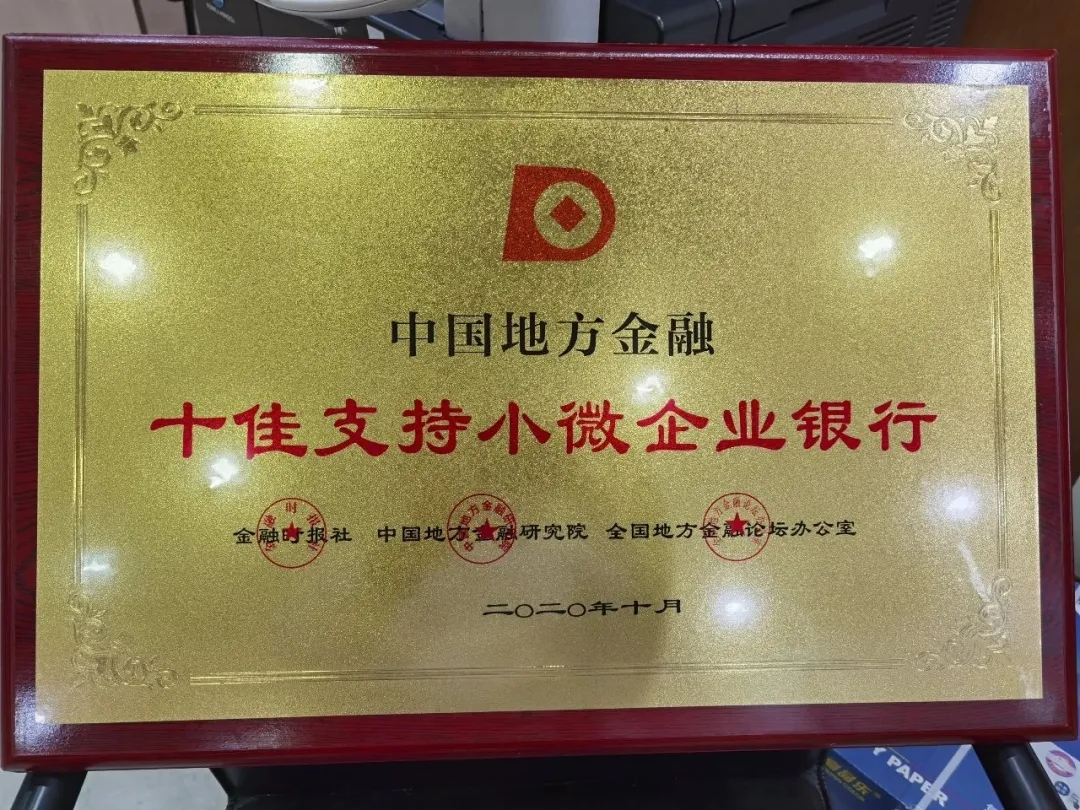 中国地方金融
十佳支持小微企业银行
金融时报社 中国地方金融研究院 全国地方金融论坛办公室
二〇二〇年十月
PAPER